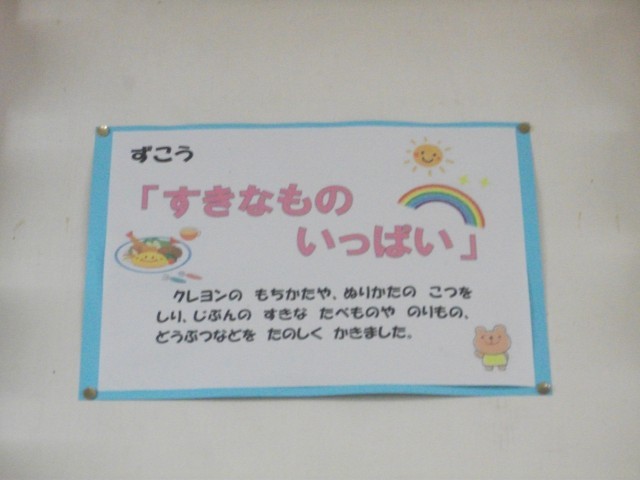 ずこう
「すきなもの
いっぱい」
クレヨンの もちかたや、ぬりかたの こつを
しり、じぶんの すきな たべものや のりもの、
どうぶつなどを たのしく かきました。